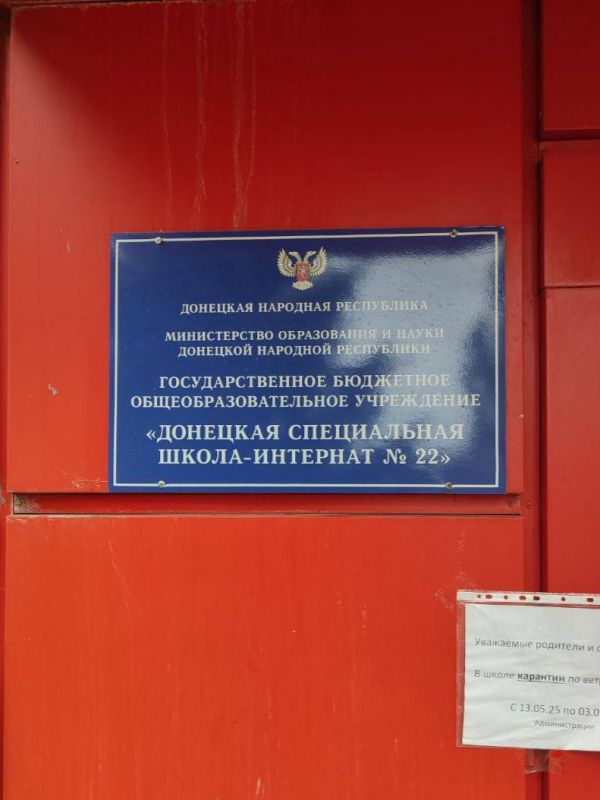 ДОНЕЦКАЯ НАРОДНАЯ РЕСПУБЛИКА
МИНИСТЕРСТВО ОБРАЗОВАНИЯ И НАУКИ
ДОНЕЦКОЙ НАРОДНОЙ РЕСПУБЛИКИ
ГОСУДАРСТВЕННОЕ БЮДЖЕТНОЕ
ОБЩЕОБРАЗОВАТЕЛЬНОЕ УЧРЕЖДЕНИЕ
«ДОНЕЦКАЯ СПЕЦИАЛЬНАЯ
ШКОЛА-ИНТЕРНАТ № 22»
Уважаемые родители и
В школе карантин по
С 13.05.25 по
администрация